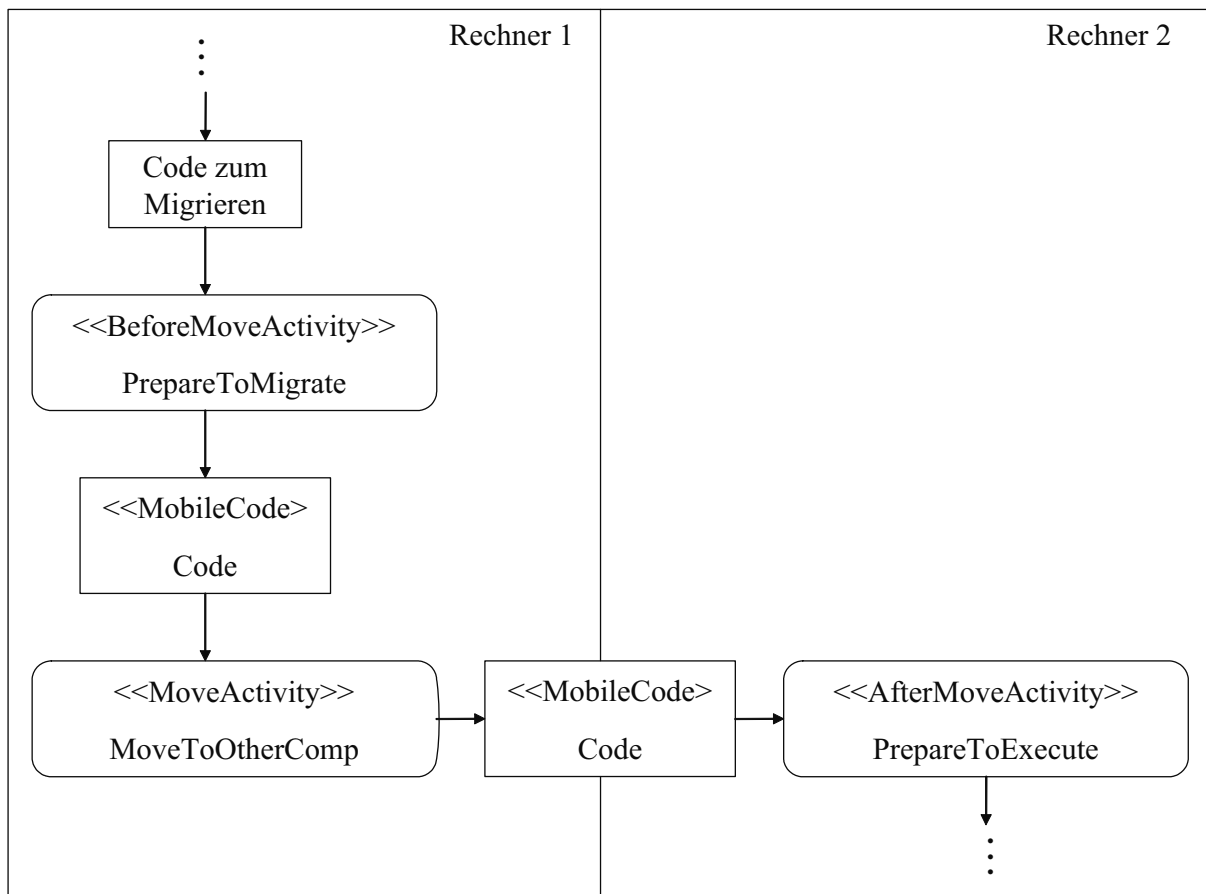 Rechner 1
Rechner 2
Code zum
Migrieren
<<BeforeMoveActivity>>
PrepareToMigrate
<<MobileCode>
Code
<<MoveActivity>>
MoveToOtherComp
<<MobileCode>
Code
<<AfterMoveActivity>>
PrepareToExecute